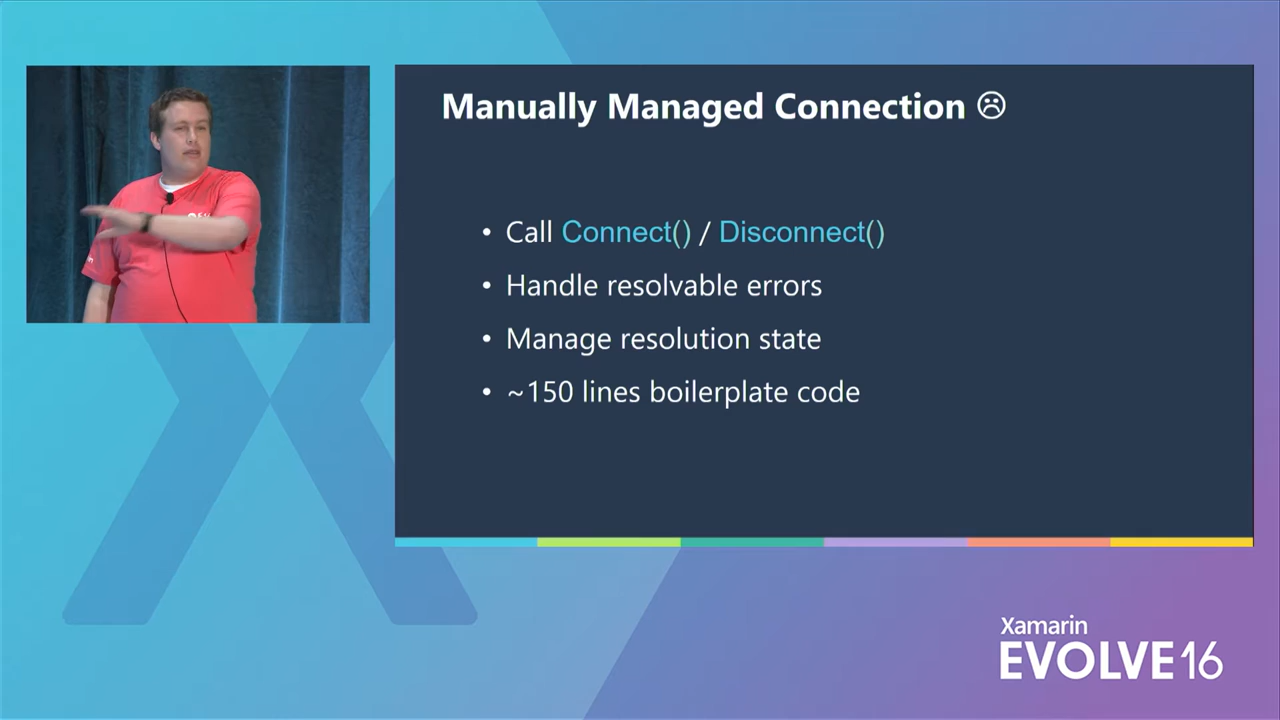 Manually Managed Connection ☹
• Call Connect() / Disconnect()
• Handle resolvable errors
• Manage resolution state
• ~150 lines boilerplate code
Xamarin
EVOLVE16